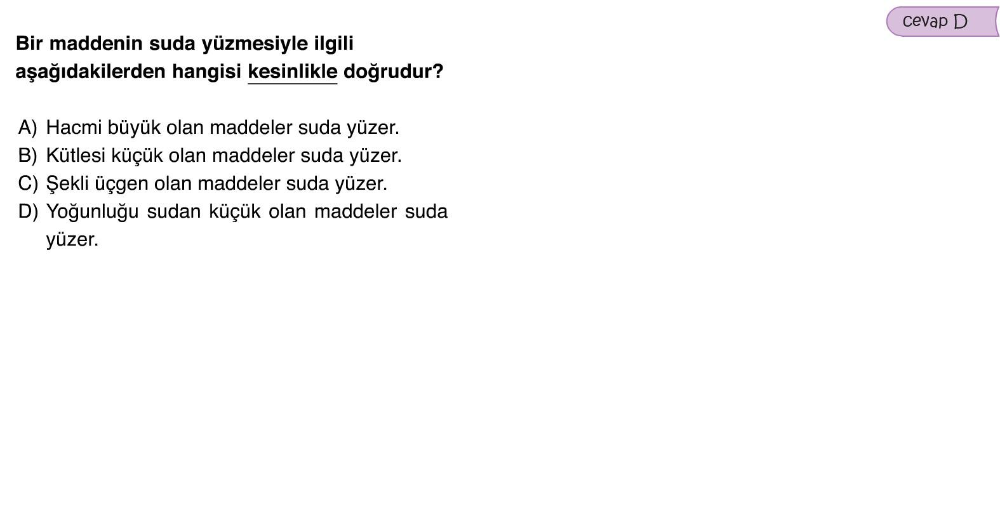 cevap D
Bir maddenin suda yüzmesiyle ilgili
aşağıdakilerden hangisi kesinlikle doğrudur?
A) Hacmi büyük olan maddeler suda yüzer.
B) Kütlesi küçük olan maddeler suda yüzer.
C) Şekli üçgen olan maddeler suda yüzer.
D) Yoğunluğu sudan küçük olan maddeler suda
yüzer.